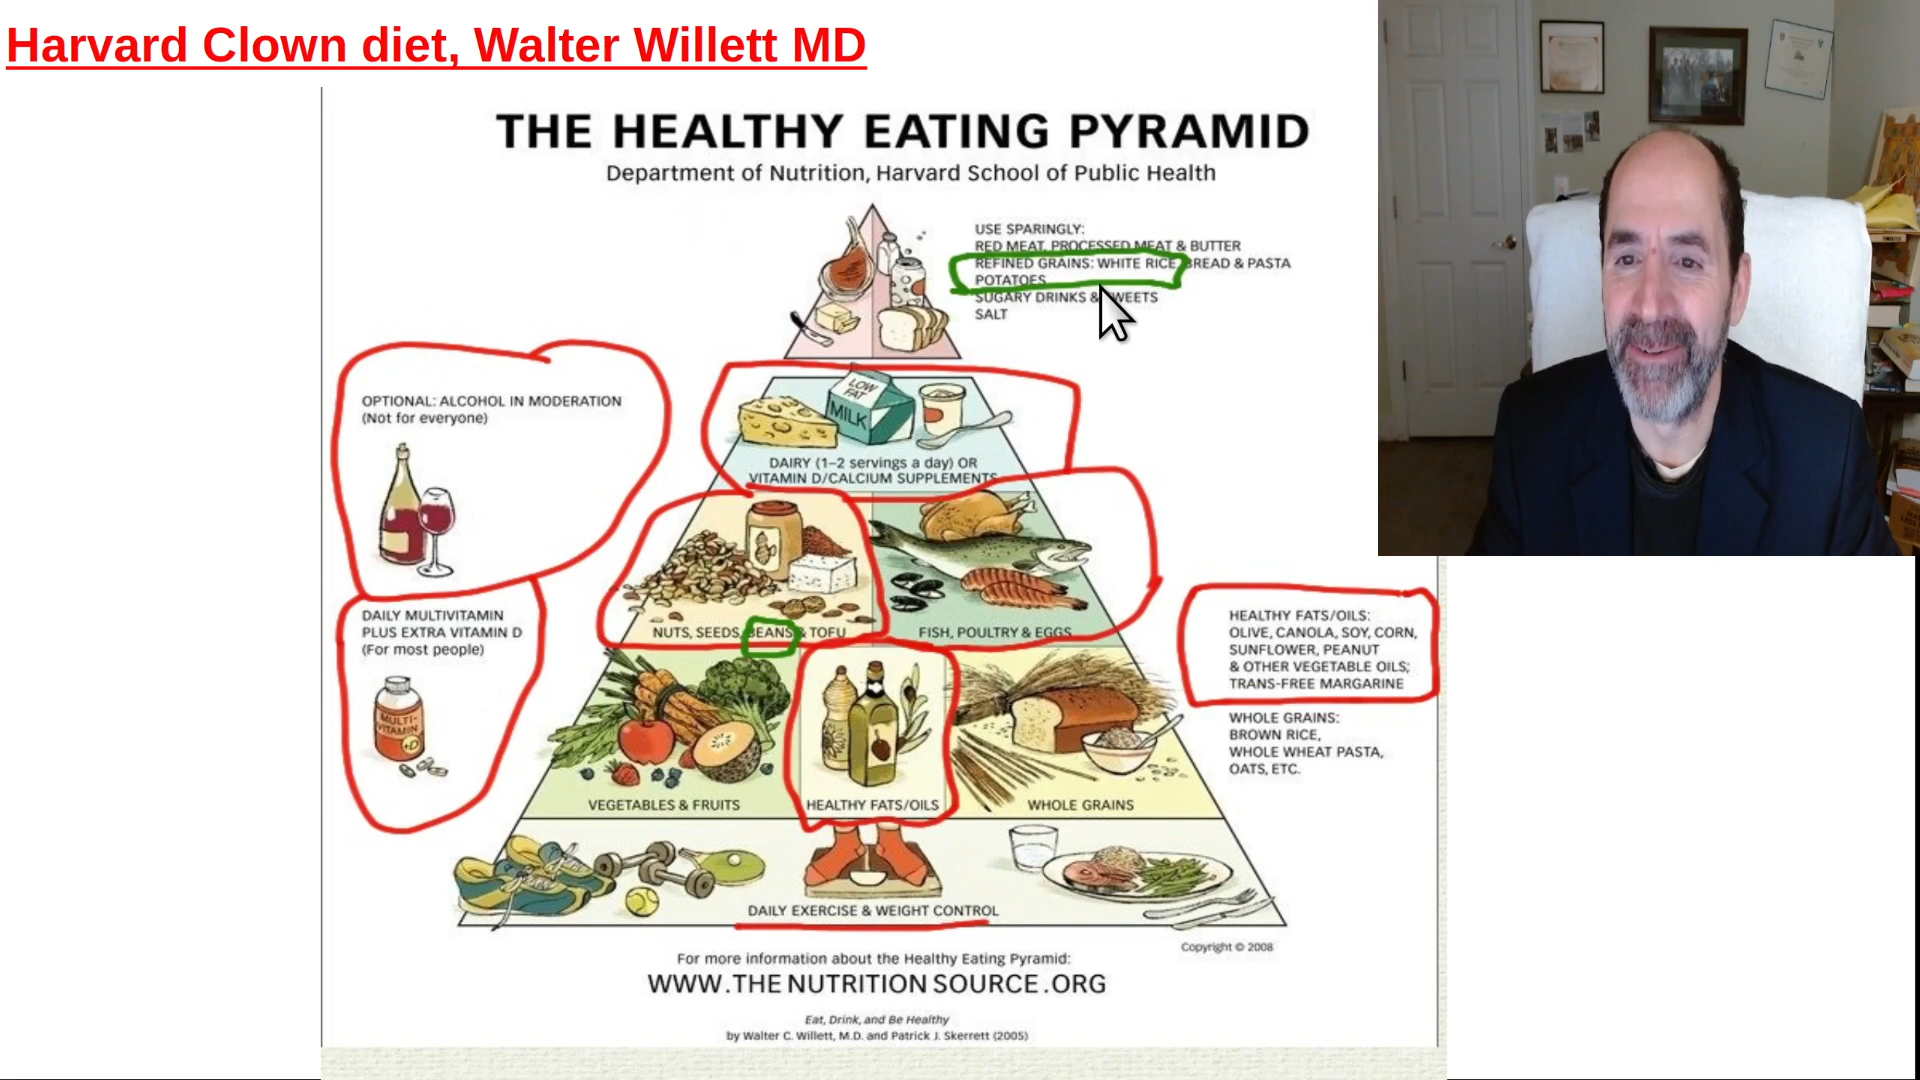 Harvard Clown diet, Walter Willett MD
THE HEALTHY EATING PYRAMID
Department of Nutrition, Harvard School of Public Health
USE SPARINGLY:
RED MEAT, PROCESSED MEAT & BUTTER
REFINED GRAINS: WHITE RICE, BREAD & PASTA
POTATOES
SUGARY DRINKS & SWEETS
SALT
OPTIONAL: ALCOHOL IN MODERATION
(Not for everyone)
LOW
FAT
MILK
DAIRY (1–2 servings a day) OR
VITAMIN D/CALCIUM SUPPLEMENTS
DAILY MULTIVITAMIN
PLUS EXTRA VITAMIN D
(For most people)
MULTI-
VITAMIN
+D
NUTS, SEEDS, BEANS & TOFU
FISH, POULTRY & EGGS
HEALTHY FATS/OILS:
OLIVE, CANOLA, SOY, CORN,
SUNFLOWER, PEANUT
& OTHER VEGETABLE OILS;
TRANS-FREE MARGARINE
WHOLE GRAINS:
BROWN RICE,
WHOLE WHEAT PASTA,
OATS, ETC.
VEGETABLES & FRUITS
HEALTHY FATS/OILS
WHOLE GRAINS
DAILY EXERCISE & WEIGHT CONTROL
Copyright © 2008
For more information about the Healthy Eating Pyramid:
WWW.THENUTRITIONSOURCE.ORG
Eat, Drink, and Be Healthy
by Walter C. Willett, M.D. and Patrick J. Skerrett (2005)